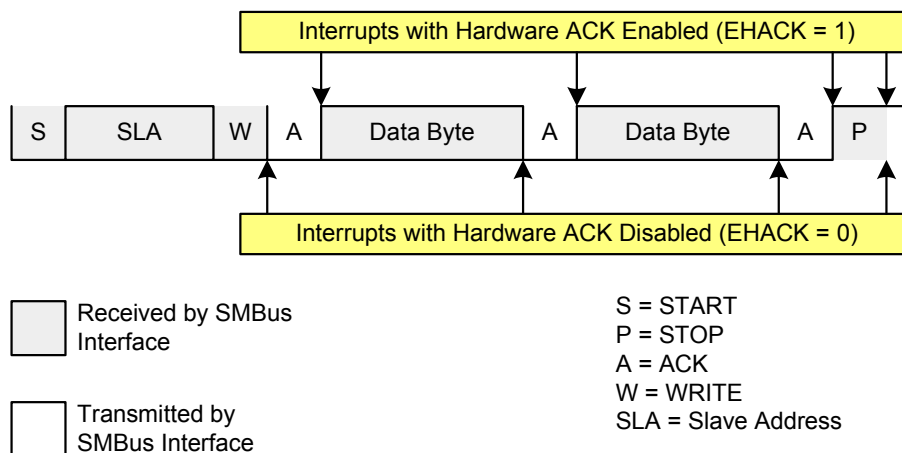 Interrupts with Hardware ACK Enabled (EHACK = 1)
S SLA W A Data Byte A Data Byte A P
Interrupts with Hardware ACK Disabled (EHACK = 0)
Received by SMBus
Interface
Transmitted by
SMBus Interface
S = START
P = STOP
A = ACK
W = WRITE
SLA = Slave Address